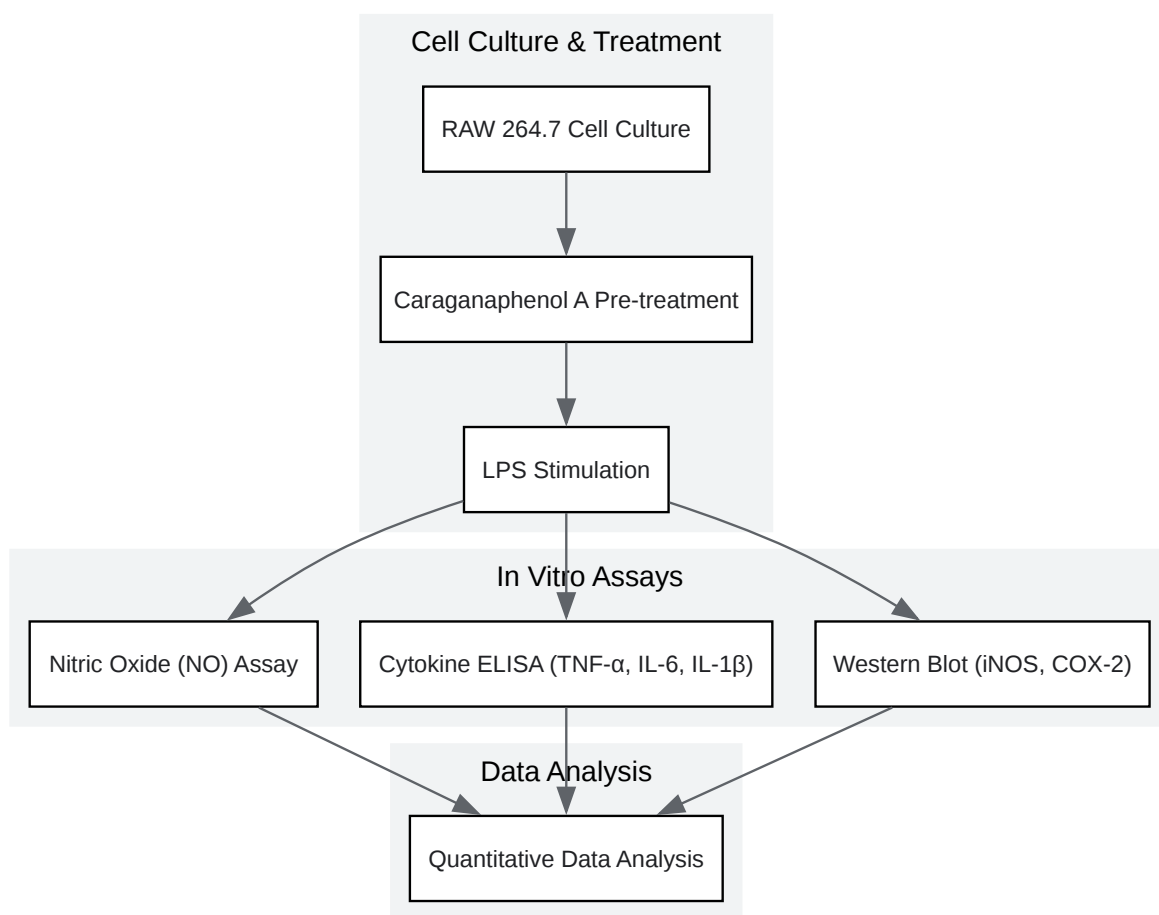 Cell Culture & Treatment
RAW 264.7 Cell Culture
Caraganaphenol A Pre-treatment
LPS Stimulation
In Vitro Assays
Nitric Oxide (NO) Assay
Cytokine ELISA (TNF-α, IL-6, IL-1β)
Western Blot (iNOS, COX-2)
Data Analysis
Quantitative Data Analysis